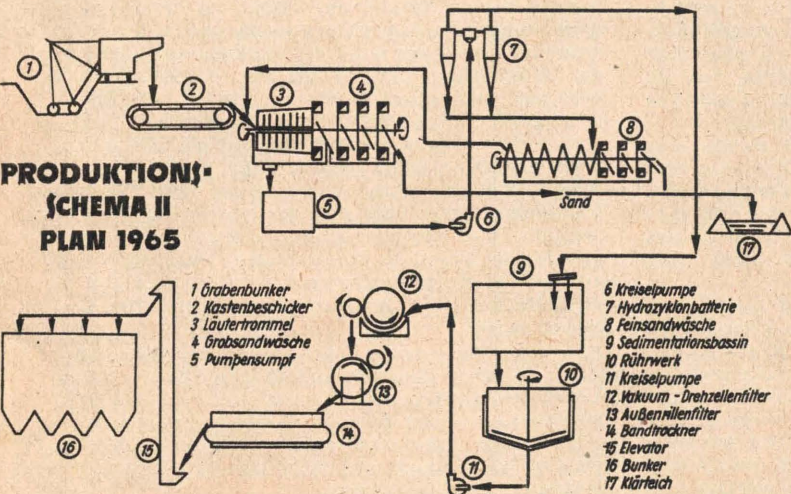 1
2
3
4
5
6
7
8
9
10
11
12
13
14
15
16
17
Sand
PRODUKTIONS-
SCHEMA II
PLAN 1965
1 Grabenbunker
2 Kastenbeschicker
3 Läutertrommel
4 Grobsandwäsche
5 Pumpensumpf
6 Kreiselpumpe
7 Hydrozyklonbatterie
8 Feinsandwäsche
9 Sedimentationsbassin
10 Rührwerk
11 Kreiselpumpe
12 Vakuum-Drehzellenfilter
13 Außenrillenfilter
14 Bandtrockner
15 Elevator
16 Bunker
17 Klärteich